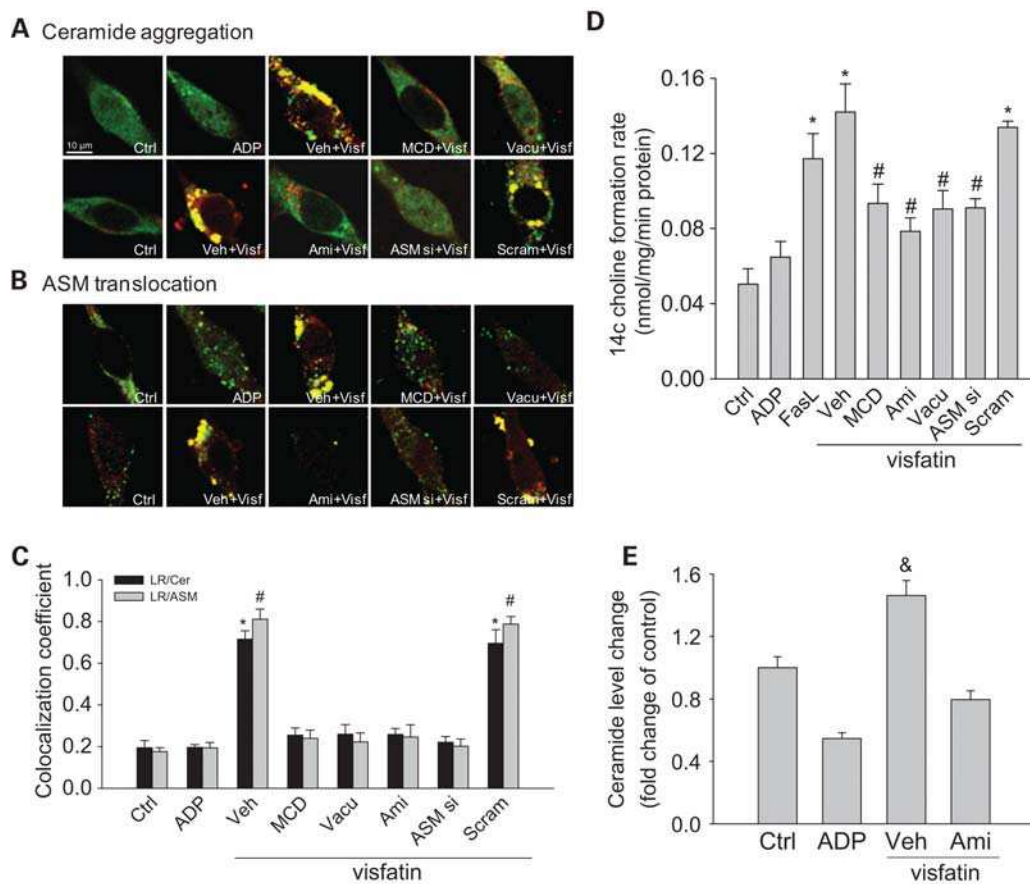 A Ceramide aggregation
10 µm
Ctrl
ADP
Veh+Visf
MCD+Visf
Vacu+Visf
Ctrl
Veh+Visf
Ami+Visf
ASM si+Visf
Scram+Visf
B ASM translocation
Ctrl
ADP
Veh+Visf
MCD+Visf
Vacu+Visf
Ctrl
Veh+Visf
Ami+Visf
ASM si+Visf
Scram+Visf
C
Colocalization coefficient
1.0
0.8
0.6
0.4
0.2
0.0
LR/Cer
LR/ASM
* #
* #
Ctrl
ADP
Veh
MCD
Vacu
Ami
ASM si
Scram
visfatin
D
14c choline formation rate
(nmol/mg/min protein)
0.16
0.12
0.08
0.04
0.00
* * # # # # *
Ctrl
ADP
FasL
Veh
MCD
Ami
Vacu
ASM si
Scram
visfatin
E
Ceramide level change
(fold change of control)
1.6
1.2
0.8
0.4
0.0
&
Ctrl
ADP
Veh
Ami
visfatin